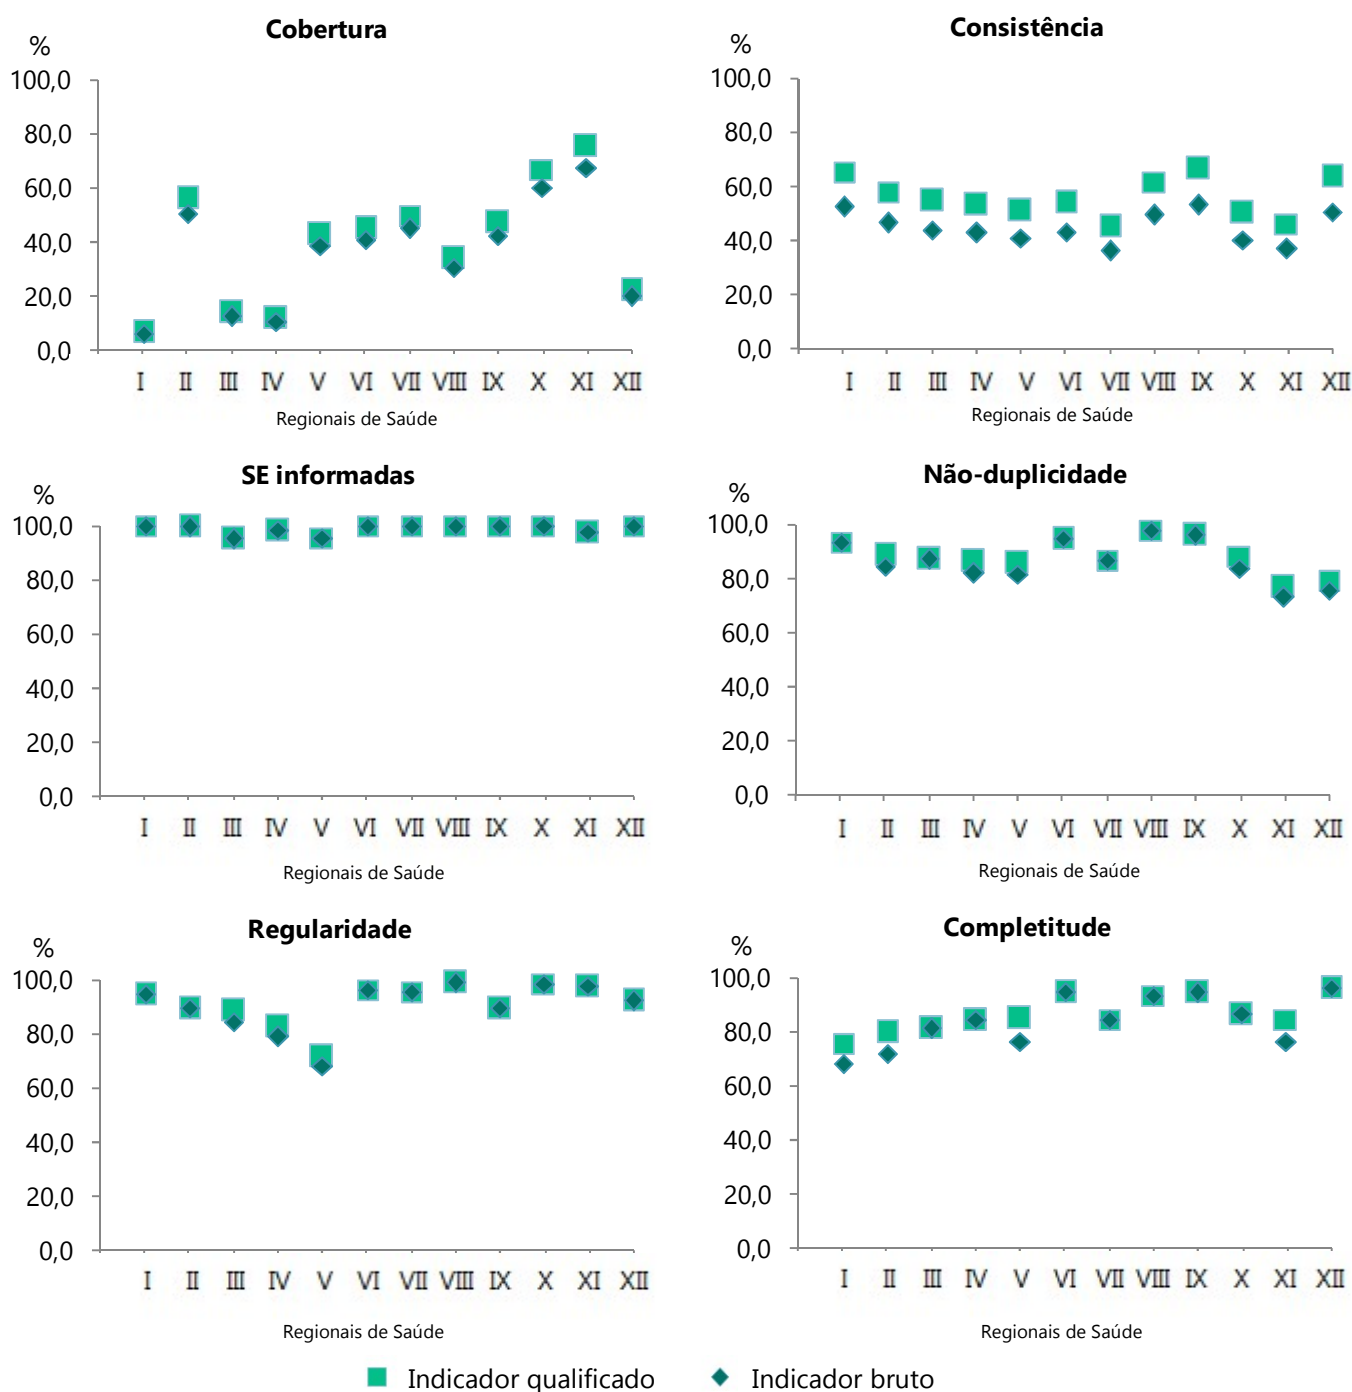 Cobertura
%
100,0
80,0
60,0
40,0
20,0
0,0
I II III IV V VI VII VIII IX X XI XII
Regionais de Saúde
Consistência
%
100,0
80,0
60,0
40,0
20,0
0,0
I II III IV V VI VII VIII IX X XI XII
Regionais de Saúde
SE informadas
%
100,0
80,0
60,0
40,0
20,0
0,0
I II III IV V VI VII VIII IX X XI XII
Regionais de Saúde
Não-duplicidade
%
100,0
80,0
60,0
40,0
20,0
0,0
I II III IV V VI VII VIII IX X XI XII
Regionais de Saúde
Regularidade
%
100,0
80,0
60,0
40,0
20,0
0,0
I II III IV V VI VII VIII IX X XI XII
Regionais de Saúde
Completitude
%
100,0
80,0
60,0
40,0
20,0
0,0
I II III IV V VI VII VIII IX X XI XII
Regionais de Saúde
Indicador qualificado Indicador bruto